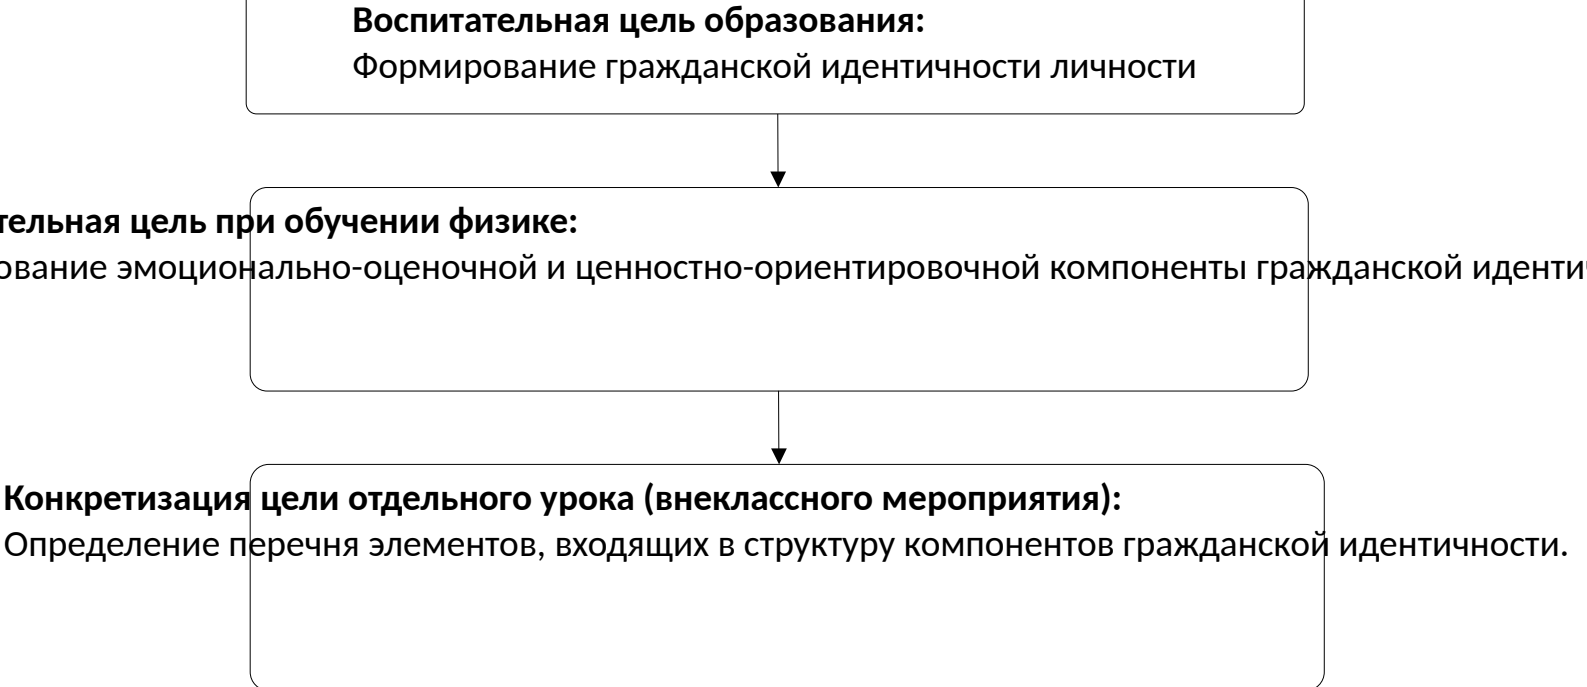 Воспитательная цель образования:
Формирование гражданской идентичности личности
тельная цель при обучении физике:
ование эмоционально-оценочной и ценностно-ориентировочной компоненты гражданской иденти
Конкретизация цели отдельного урока (внеклассного мероприятия):
Определение перечня элементов, входящих в структуру компонентов гражданской идентичности.